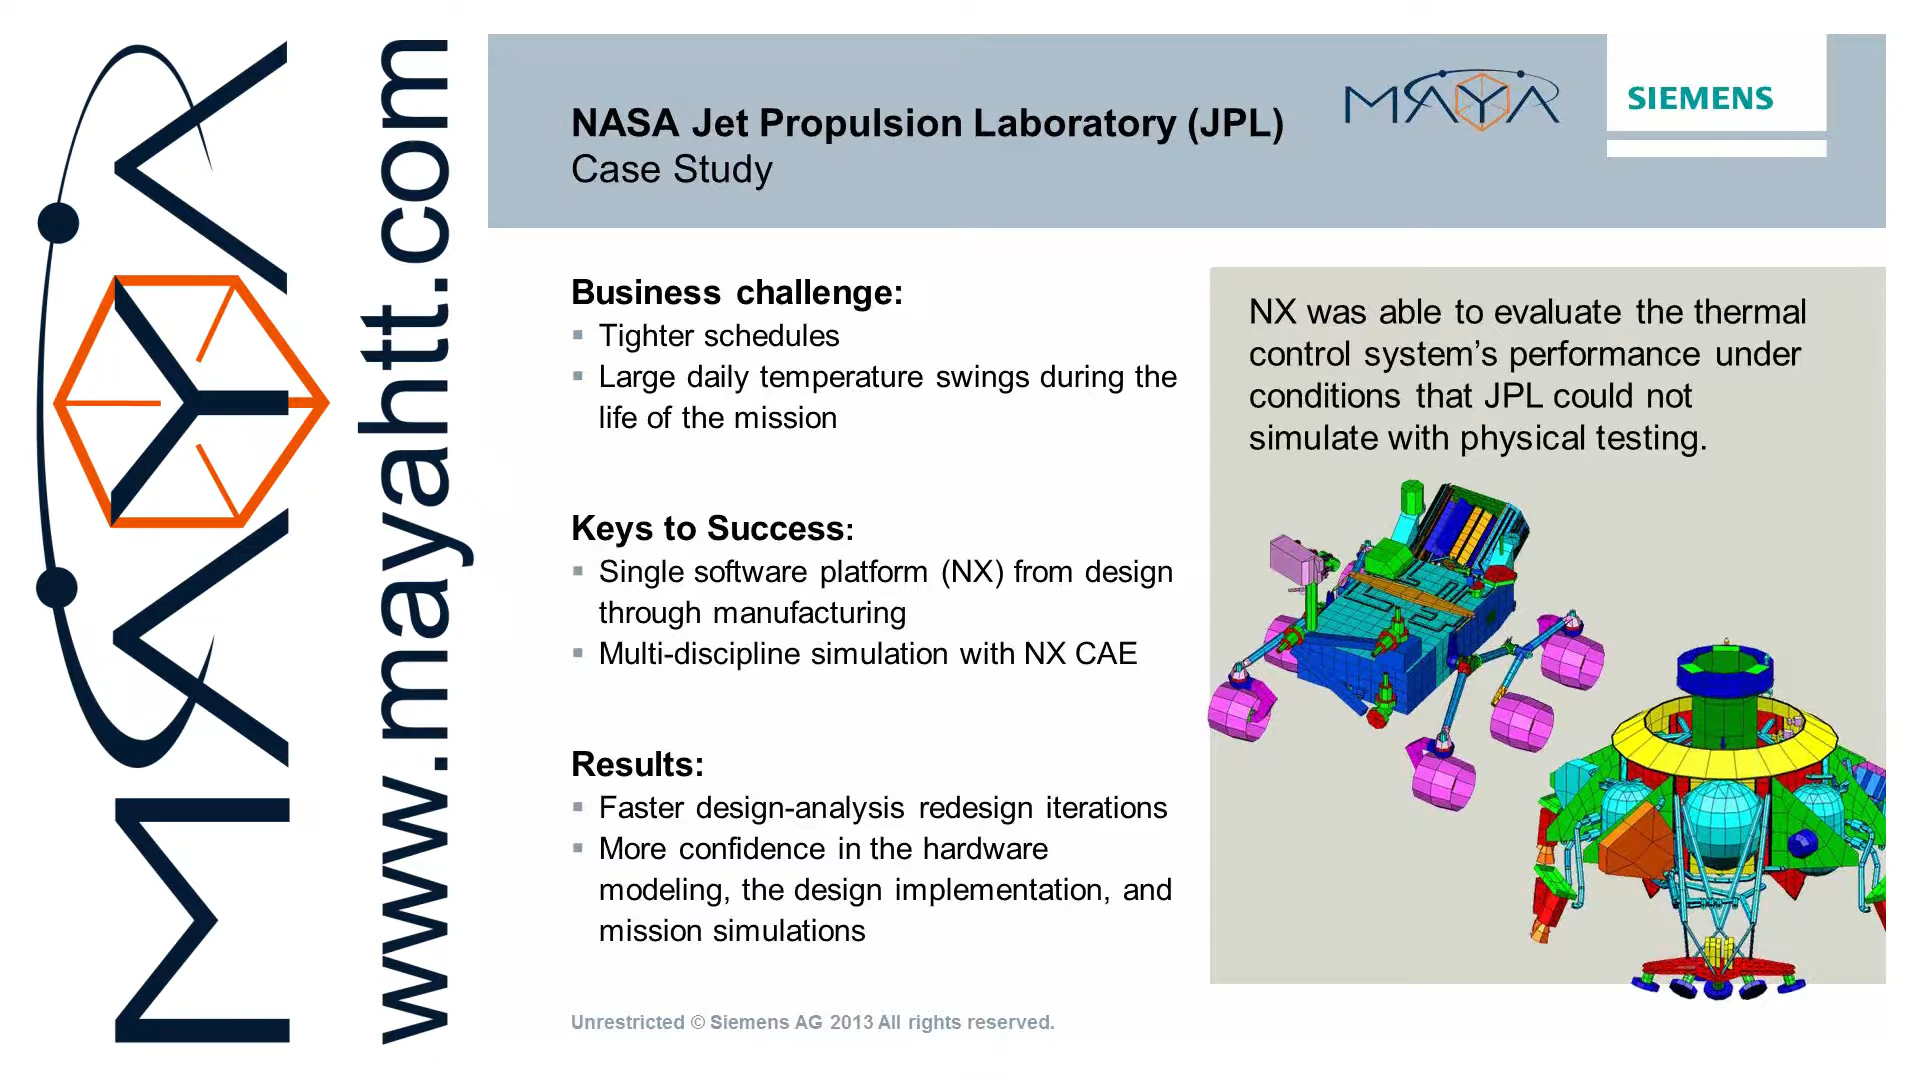 MAYA
www.mayahtt.com
NASA Jet Propulsion Laboratory (JPL)
Case Study
MAYA
SIEMENS
Business challenge:
▪ Tighter schedules
▪ Large daily temperature swings during the
life of the mission
Keys to Success:
▪ Single software platform (NX) from design
through manufacturing
▪ Multi-discipline simulation with NX CAE
Results:
▪ Faster design-analysis redesign iterations
▪ More confidence in the hardware
modeling, the design implementation, and
mission simulations
NX was able to evaluate the thermal
control system’s performance under
conditions that JPL could not
simulate with physical testing.
Unrestricted © Siemens AG 2013 All rights reserved.